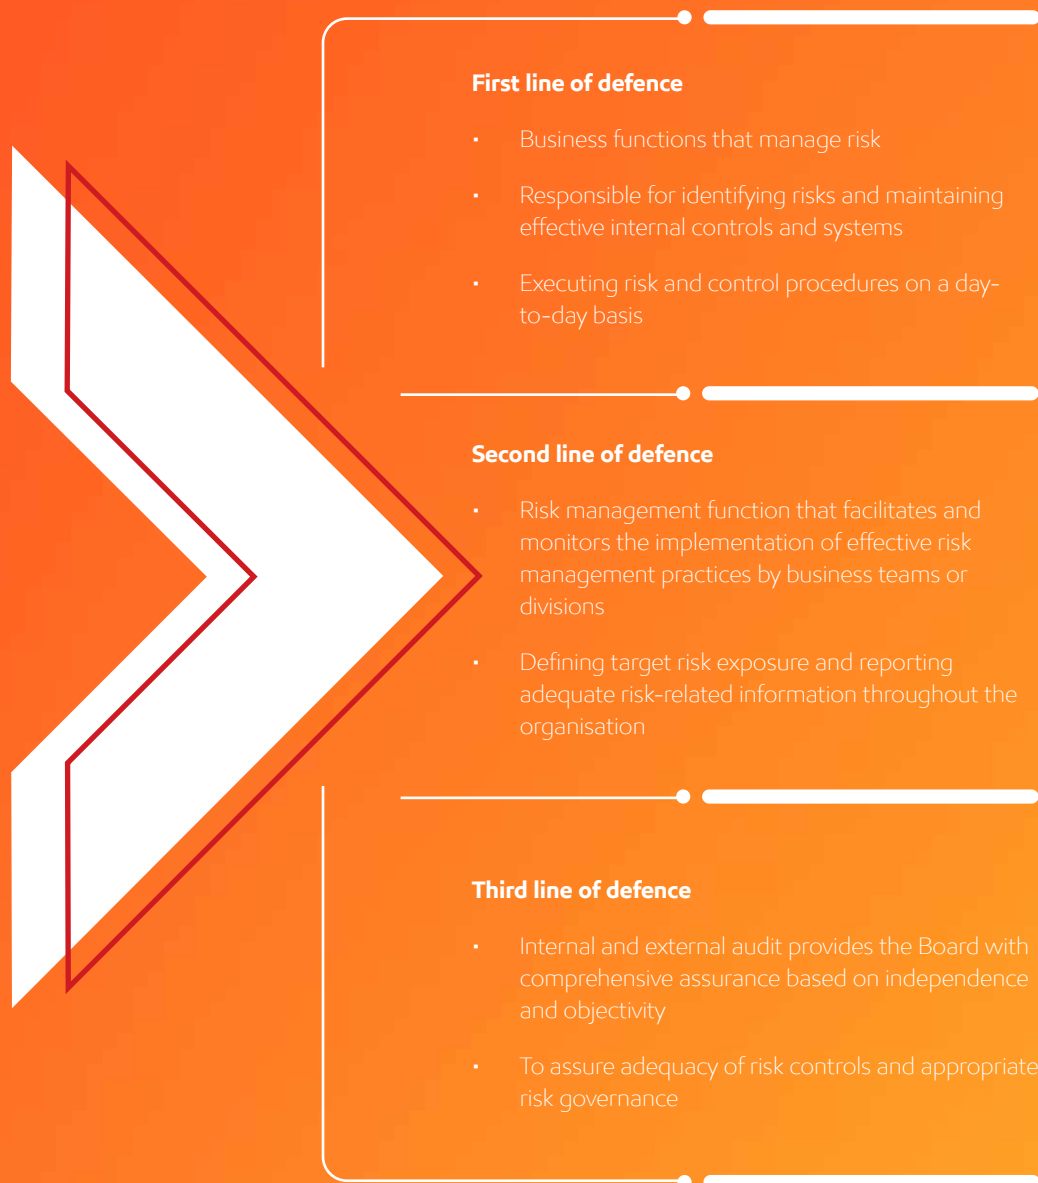 First line of defence
• Business functions that manage risk
• Responsible for identifying risks and maintaining
effective internal controls and systems
• Executing risk and control procedures on a day-
to-day basis
Second line of defence
• Risk management function that facilitates and
monitors the implementation of effective risk
management practices by business teams or
divisions
• Defining target risk exposure and reporting
adequate risk-related information throughout the
organisation
Third line of defence
• Internal and external audit provides the Board with
comprehensive assurance based on independence
and objectivity
• To assure adequacy of risk controls and appropriate
risk governance